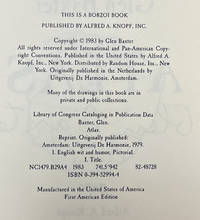 THIS IS A BORZOI BOOK
PUBLISHED BY ALFRED A. KNOPF, INC.
Copyright © 1983 by Glen Baxter
All rights reserved under International and Pan-American Copyright
Conventions. Published in the United States by Alfred A.
Knopf, Inc., New York. Distributed by Random House, Inc., New
York. Originally published in the Netherlands by
Uitgeverij De Harmonie, Amsterdam.
Many of the drawings in this book are in
private and public collections.
Library of Congress Cataloging in Publication Data
Baxter, Glen.
Atlas.
Reprint. Originally published:
Amsterdam: Uitgeverij De Harmonie, 1979.
1. English wit and humor, Pictorial.
I. Title.
NC1479.B29A4 1983 741.5'942 82-48728
ISBN 0-394-52994-4
Manufactured in the United States of America
First American Edition